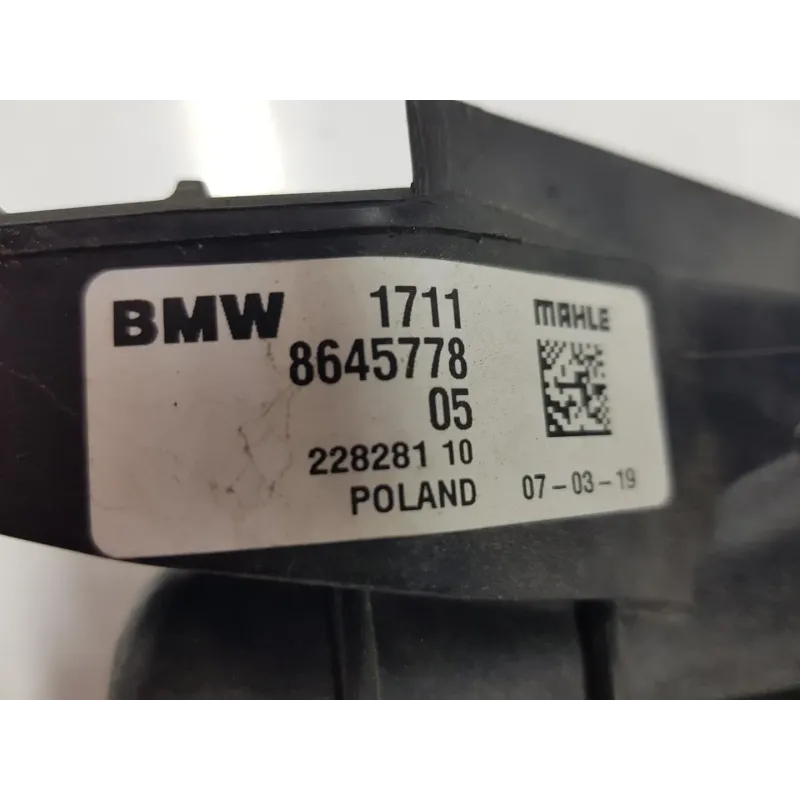 BMW 1711 MAHLE
8645778
05
228281 10
POLAND 07-03-19